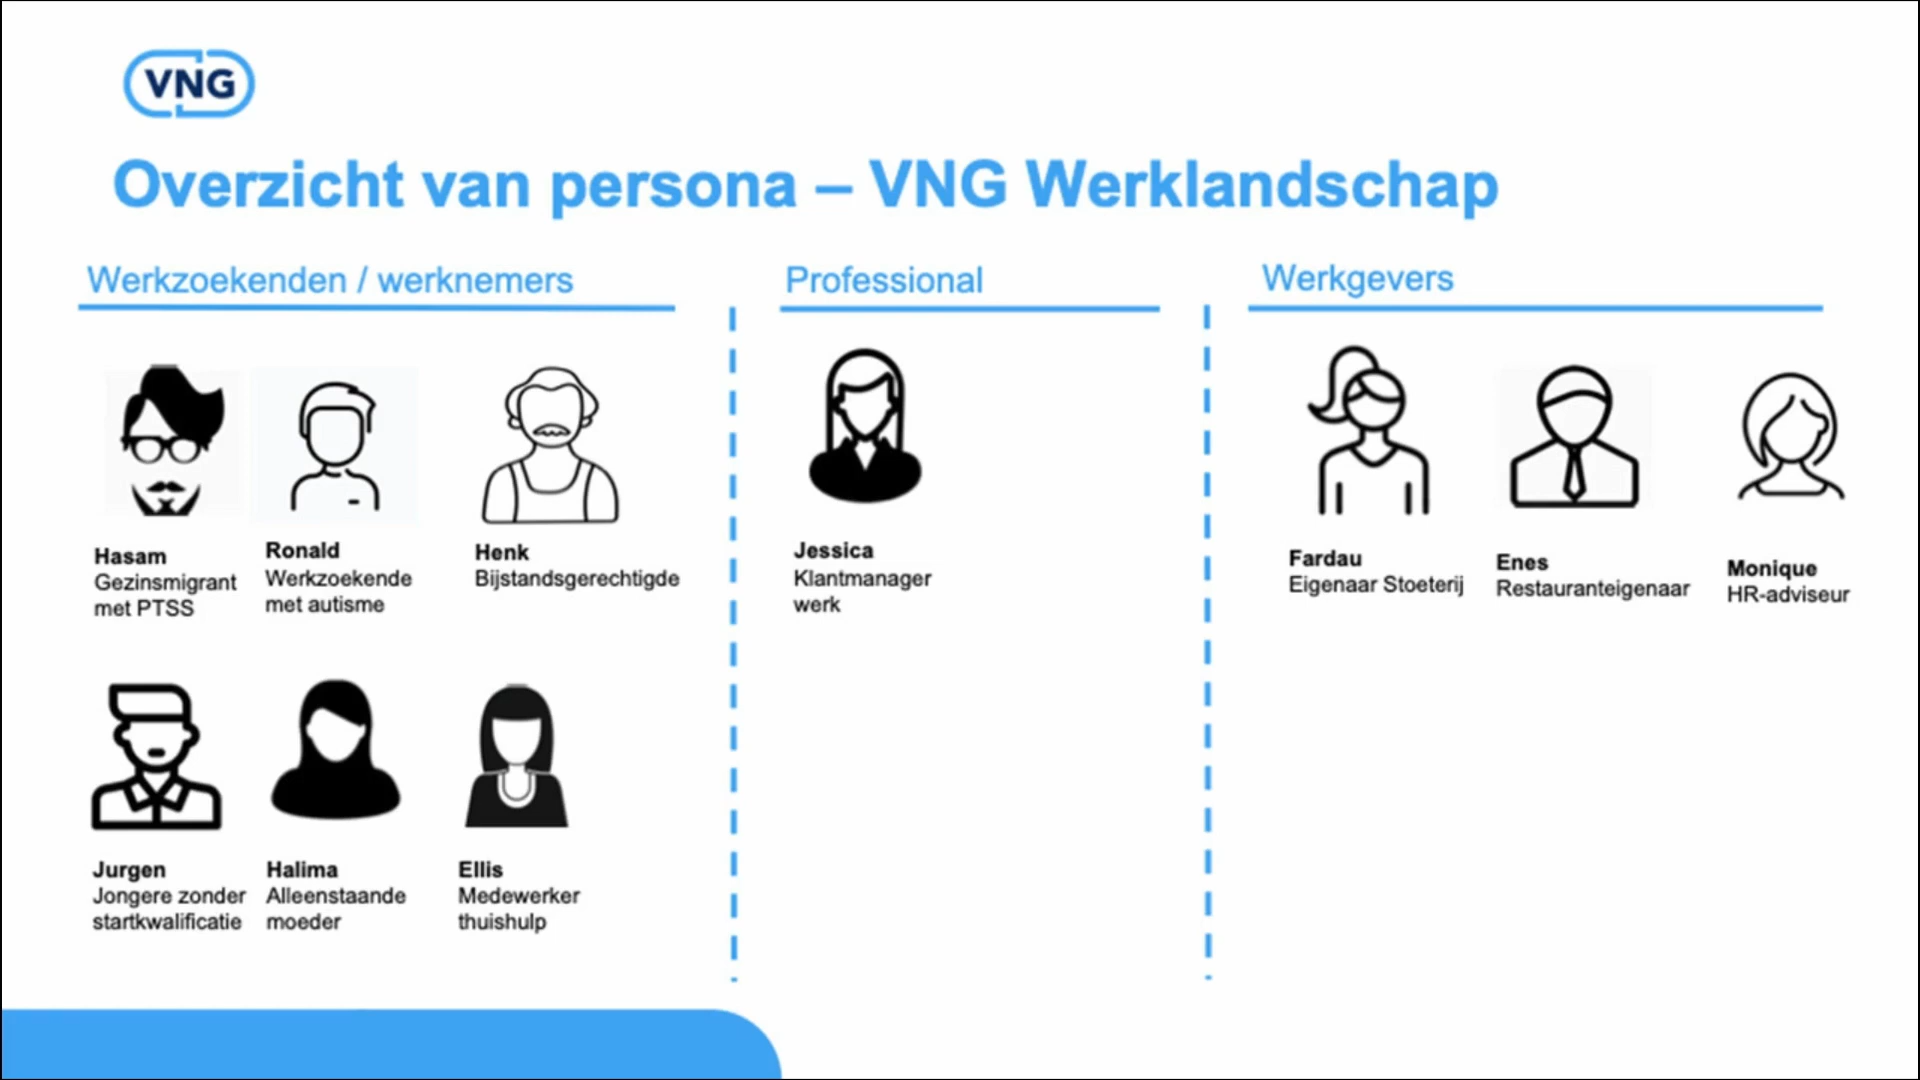 VNG
Overzicht van persona – VNG Werklandschap
Werkzoekenden / werknemers
Hasam
Gezinsmigrant
met PTSS
Ronald
Werkzoekende
met autisme
Henk
Bijstandsgerechtigde
Jurgen
Jongere zonder
startkwalificatie
Halima
Alleenstaande
moeder
Ellis
Medewerker
thuishulp
Professional
Jessica
Klantmanager
werk
Werkgevers
Fardau
Eigenaar Stoeterij
Enes
Restauranteigenaar
Monique
HR-adviseur